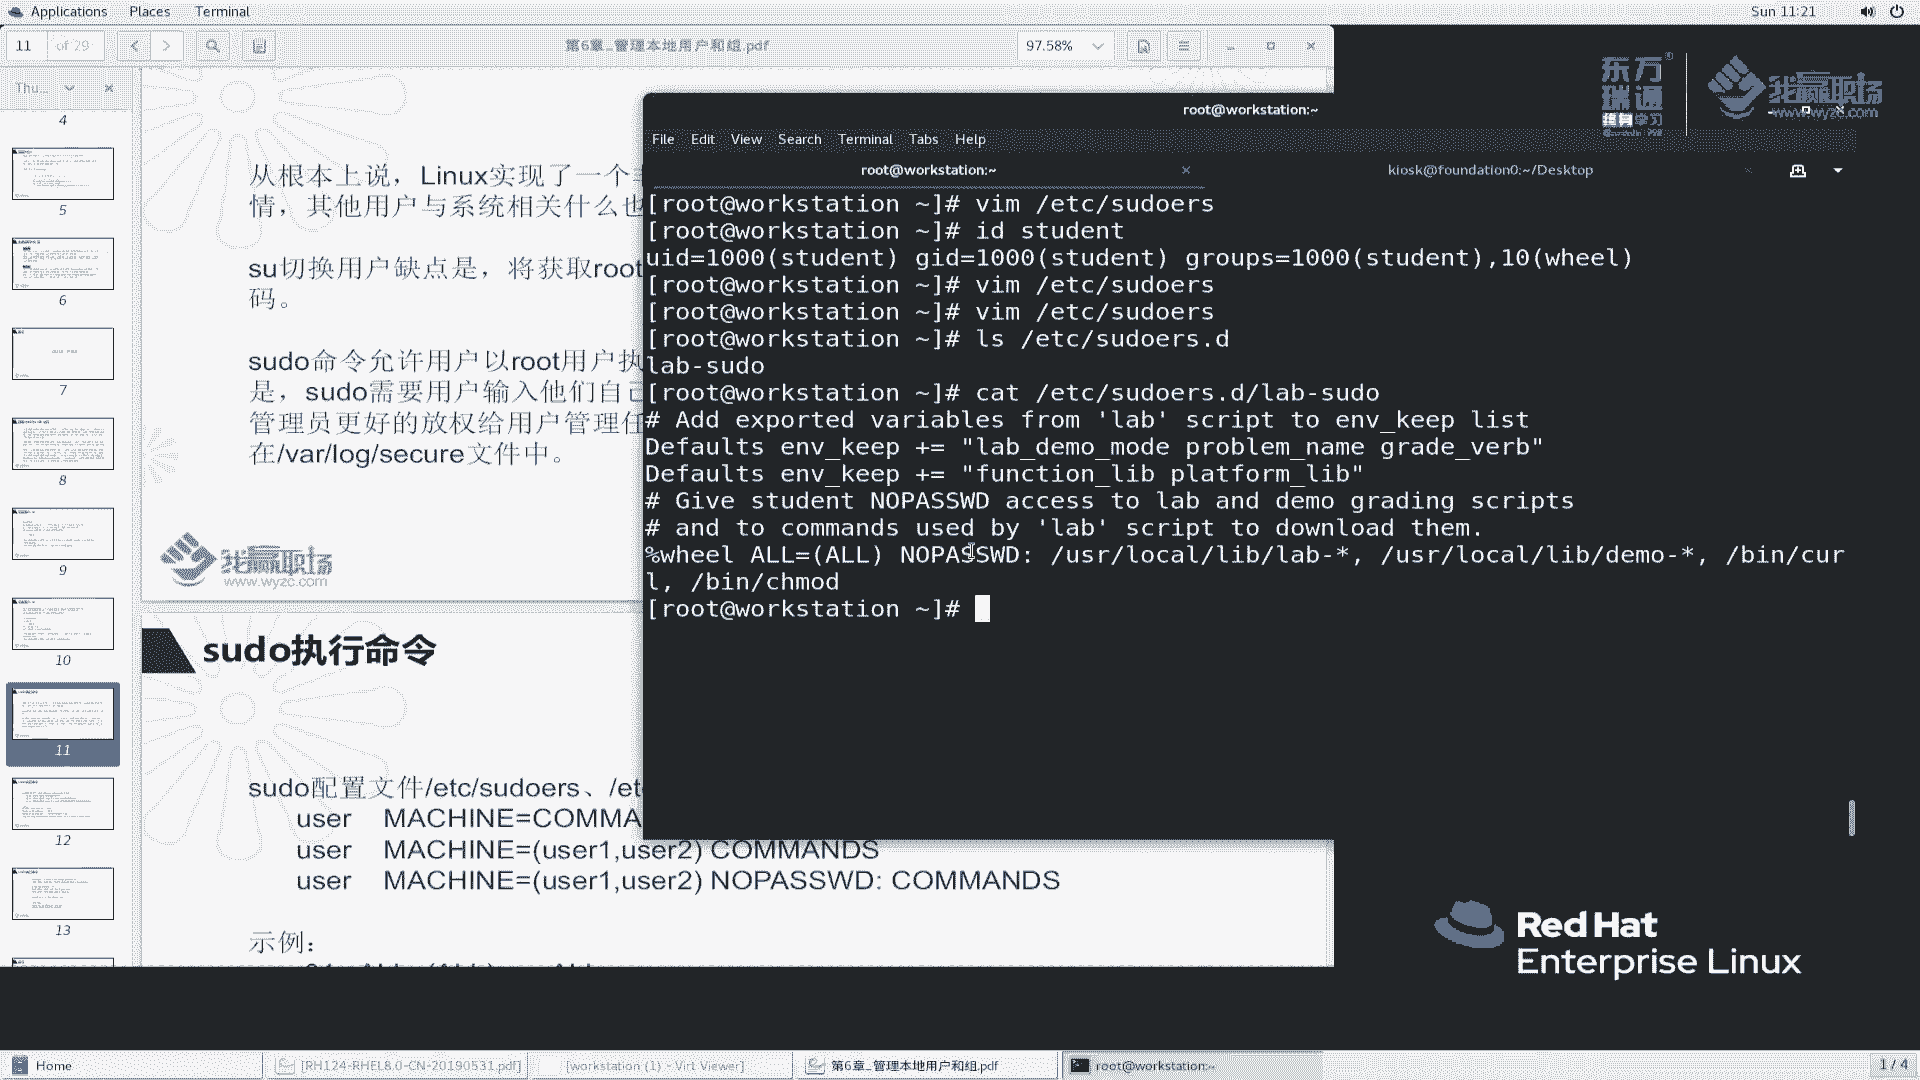 Applications Places Terminal
Sun 11:21
11 of 29
第6章_管理本地用户和组.pdf
97.58%
Thu...
4
5
6
7
8
9
10
11
12
13
从根本上说，Linux实现了一个
情，其他用户与系统相关什么也
su切换用户缺点是，将获取root
码。
sudo命令允许用户以root用户执
是，sudo需要用户输入他们自己
管理员更好的放权给用户管理任
在/var/log/secure文件中。
我赢职场
www.wyzc.com
sudo执行命令
sudo配置文件/etc/sudoers、/et
user MACHINE=COMMA
user MACHINE=(user1,user2) COMMANDS
user MACHINE=(user1,user2) NOPASSWD: COMMANDS
示例：
root@workstation:~
File Edit View Search Terminal Tabs Help
root@workstation:~
kiosk@foundation0:~/Desktop
[root@workstation ~]# vim /etc/sudoers
[root@workstation ~]# id student
uid=1000(student) gid=1000(student) groups=1000(student),10(wheel)
[root@workstation ~]# vim /etc/sudoers
[root@workstation ~]# vim /etc/sudoers
[root@workstation ~]# ls /etc/sudoers.d
lab-sudo
[root@workstation ~]# cat /etc/sudoers.d/lab-sudo
# Add exported variables from 'lab' script to env_keep list
Defaults env_keep += "lab_demo_mode problem_name grade_verb"
Defaults env_keep += "function_lib platform_lib"
# Give student NOPASSWD access to lab and demo grading scripts
# and to commands used by 'lab' script to download them.
%wheel ALL=(ALL) NOPASSWD: /usr/local/lib/lab-*, /usr/local/lib/demo-*, /bin/cur
l, /bin/chmod
[root@workstation ~]#
东方
瑞通
终身学习
我赢职场
www.wyzc.com
Red Hat
Enterprise Linux
Home
[RH124-RHEL8.0-CN-20190531.pdf]
[workstation (1) - Virt Viewer]
第6章_管理本地用户和组.pdf
root@workstation:~
1 / 4